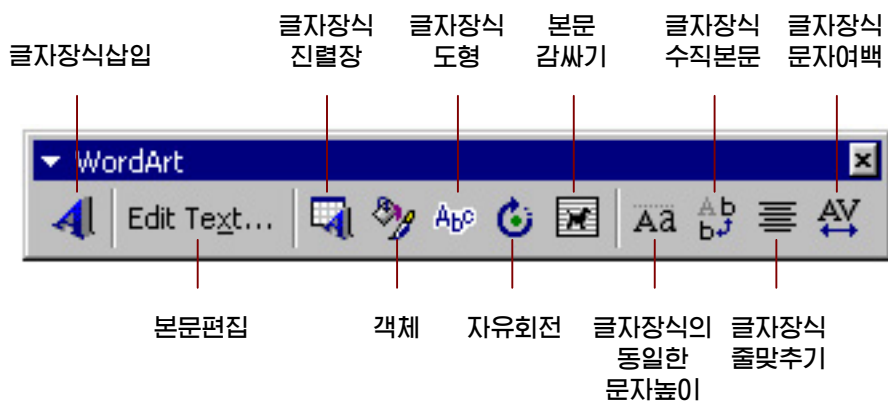 글자장식삽입
글자장식
진렬장
글자장식
도형
본문
감싸기
글자장식
수직본문
글자장식
문자여백
WordArt
Edit Text...
Abc
Aa
Ab
b
AV
본문편집
객체
자유회전
글자장식의
동일한
문자높이
글자장식
줄맞추기